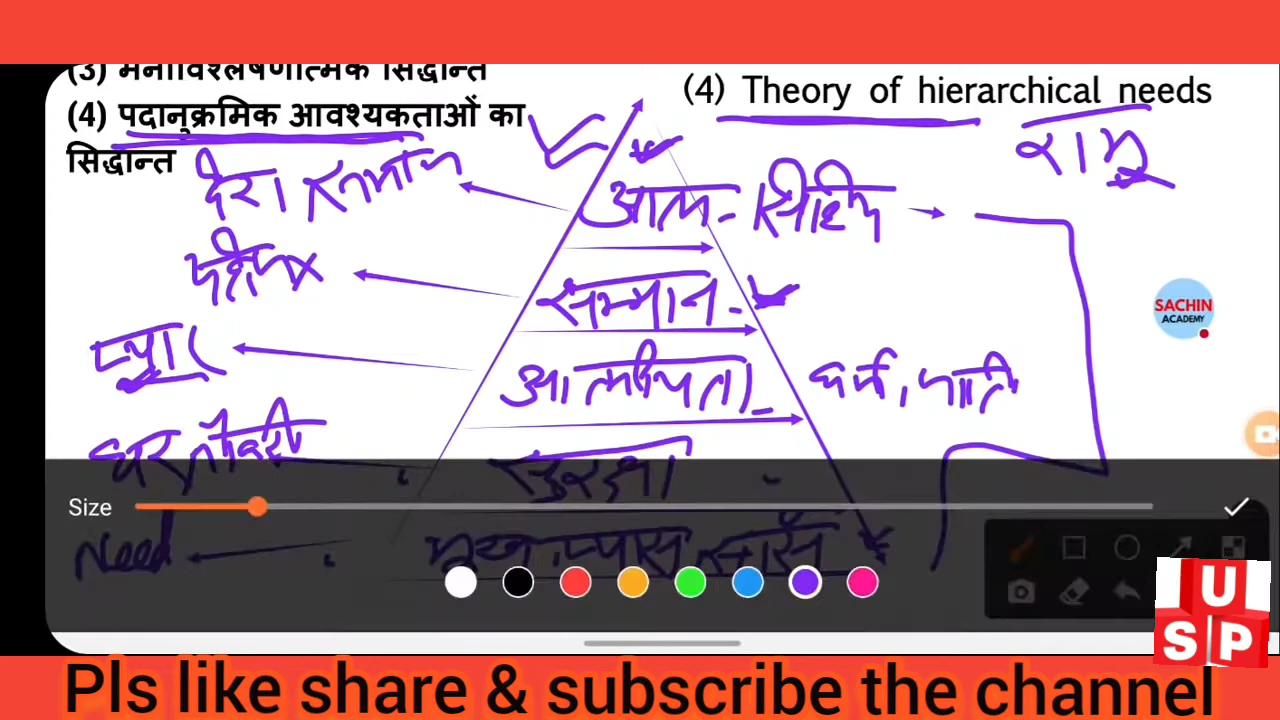 (3) मनोविश्लेषणात्मक सिद्धान्त
(4) पदानुक्रमिक आवश्यकताओं का
सिद्धान्त
(4) Theory of hierarchical needs
रामू
आत्म-
सम्मान-
आत्मीयता-
प्यार
धर्म, जाति
सुरक्षा
Need
प्यास
SACHIN
ACADEMY
Size
U
S P
Pls like share & subscribe the channel